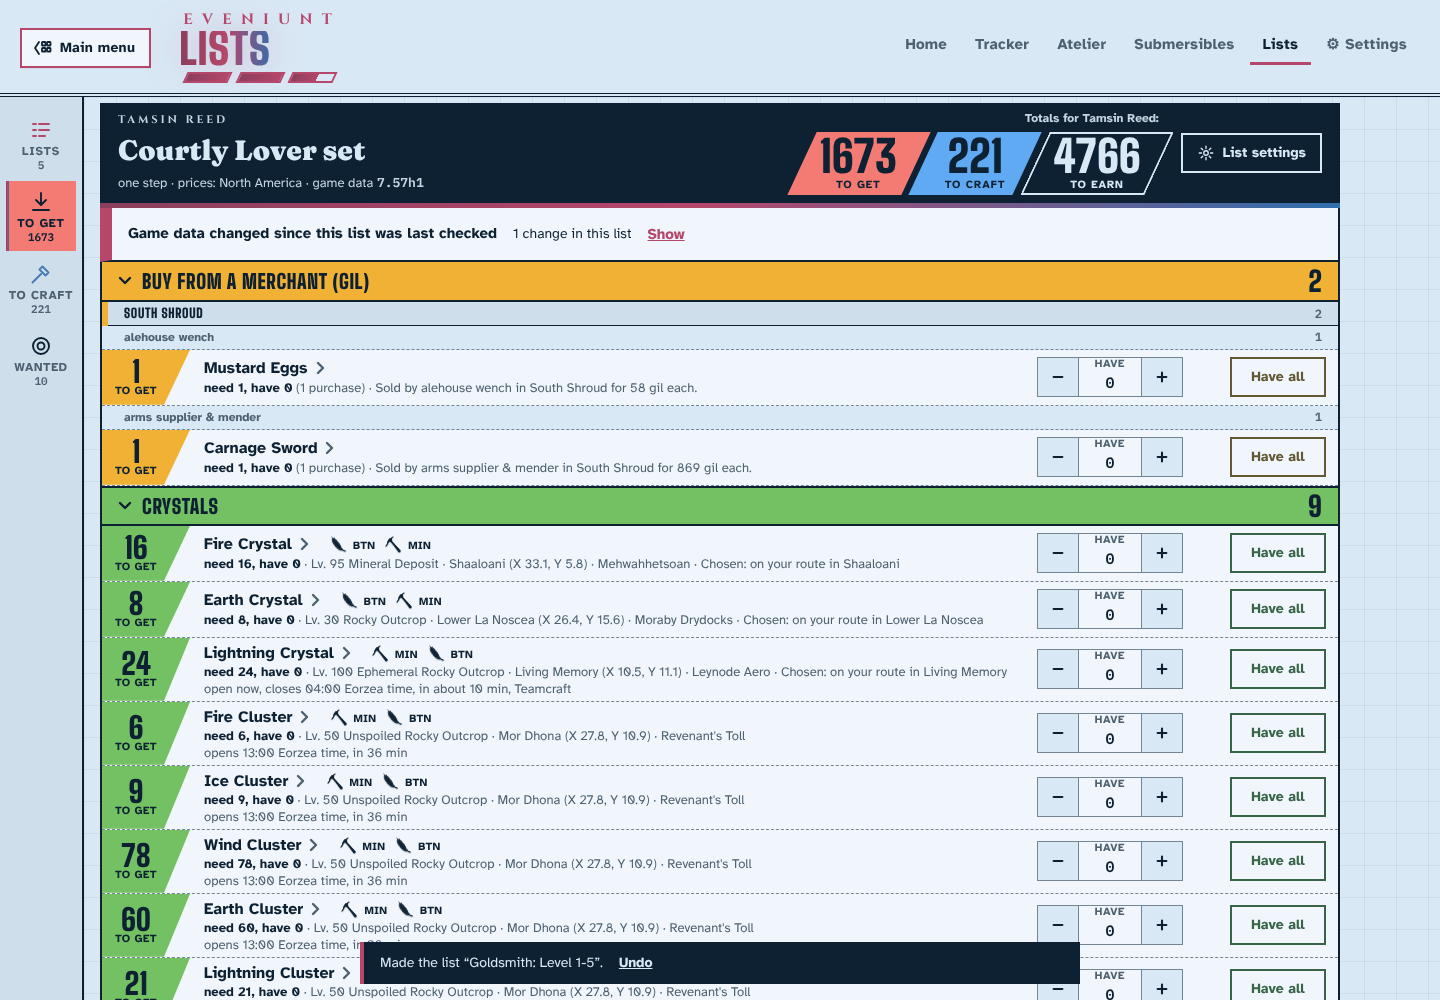 Main menu
EVENIUNT
LISTS
Home
Tracker
Atelier
Submersibles
Lists
Settings
LISTS
5
TO GET
1673
TO CRAFT
221
WANTED
10
TAMSIN REED
Courtly Lover set
one step · prices: North America · game data 7.57h1
Totals for Tamsin Reed:
1673
TO GET
221
TO CRAFT
4766
TO EARN
List settings
Game data changed since this list was last checked 1 change in this list Show
BUY FROM A MERCHANT (GIL) 2
SOUTH SHROUD 2
alehouse wench 1
1
TO GET
Mustard Eggs
need 1, have 0 (1 purchase) · Sold by alehouse wench in South Shroud for 58 gil each.
− HAVE 0 + Have all
arms supplier & mender 1
1
TO GET
Carnage Sword
need 1, have 0 (1 purchase) · Sold by arms supplier & mender in South Shroud for 869 gil each.
− HAVE 0 + Have all
CRYSTALS 9
16
TO GET
Fire Crystal BTN MIN
need 16, have 0 · Lv. 95 Mineral Deposit · Shaaloani (X 33.1, Y 5.8) · Mehwahhetsoan · Chosen: on your route in Shaaloani
− HAVE 0 + Have all
8
TO GET
Earth Crystal BTN MIN
need 8, have 0 · Lv. 30 Rocky Outcrop · Lower La Noscea (X 26.4, Y 15.6) · Moraby Drydocks · Chosen: on your route in Lower La Noscea
− HAVE 0 + Have all
24
TO GET
Lightning Crystal MIN BTN
need 24, have 0 · Lv. 100 Ephemeral Rocky Outcrop · Living Memory (X 10.5, Y 11.1) · Leynode Aero · Chosen: on your route in Living Memory
open now, closes 04:00 Eorzea time, in about 10 min, Teamcraft
− HAVE 0 + Have all
6
TO GET
Fire Cluster MIN BTN
need 6, have 0 · Lv. 50 Unspoiled Rocky Outcrop · Mor Dhona (X 27.8, Y 10.9) · Revenant's Toll
opens 13:00 Eorzea time, in 36 min
− HAVE 0 + Have all
9
TO GET
Ice Cluster MIN BTN
need 9, have 0 · Lv. 50 Unspoiled Rocky Outcrop · Mor Dhona (X 27.8, Y 10.9) · Revenant's Toll
opens 13:00 Eorzea time, in 36 min
− HAVE 0 + Have all
78
TO GET
Wind Cluster MIN BTN
need 78, have 0 · Lv. 50 Unspoiled Rocky Outcrop · Mor Dhona (X 27.8, Y 10.9) · Revenant's Toll
opens 13:00 Eorzea time, in 36 min
− HAVE 0 + Have all
60
TO GET
Earth Cluster MIN BTN
need 60, have 0 · Lv. 50 Unspoiled Rocky Outcrop · Mor Dhona (X 27.8, Y 10.9) · Revenant's Toll
opens 13:00 Eorzea time,
− HAVE 0 + Have all
21
Lightning Cluster
need 21, have 0 · Lv. 50 Unspoiled Rocky Outcrop · Mor Dhona (X 27.8, Y 10.9) · Revenant's Toll
HAVE 0 + Have all
Made the list “Goldsmith: Level 1-5”. Undo